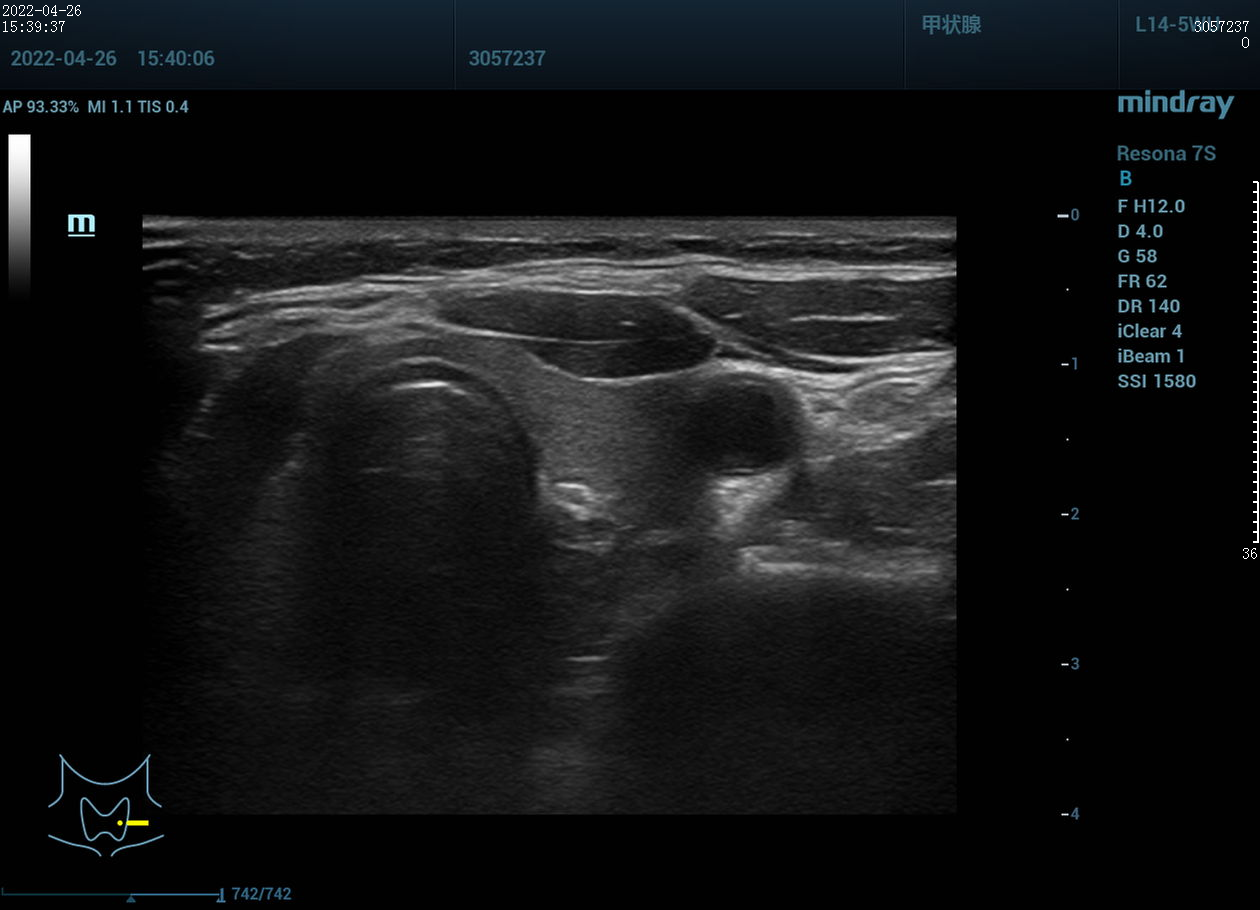 2022-04-26
15:39:37
3057237
0
2022-04-26 15:40:06
3057237
甲状腺
AP 93.33% MI 1.1 TIS 0.4
mindray
Resona 7S
B
F H12.0
D 4.0
G 58
FR 62
DR 140
iClear 4
iBeam 1
SSI 1580
m
0
1
2
3
4
36
742/742